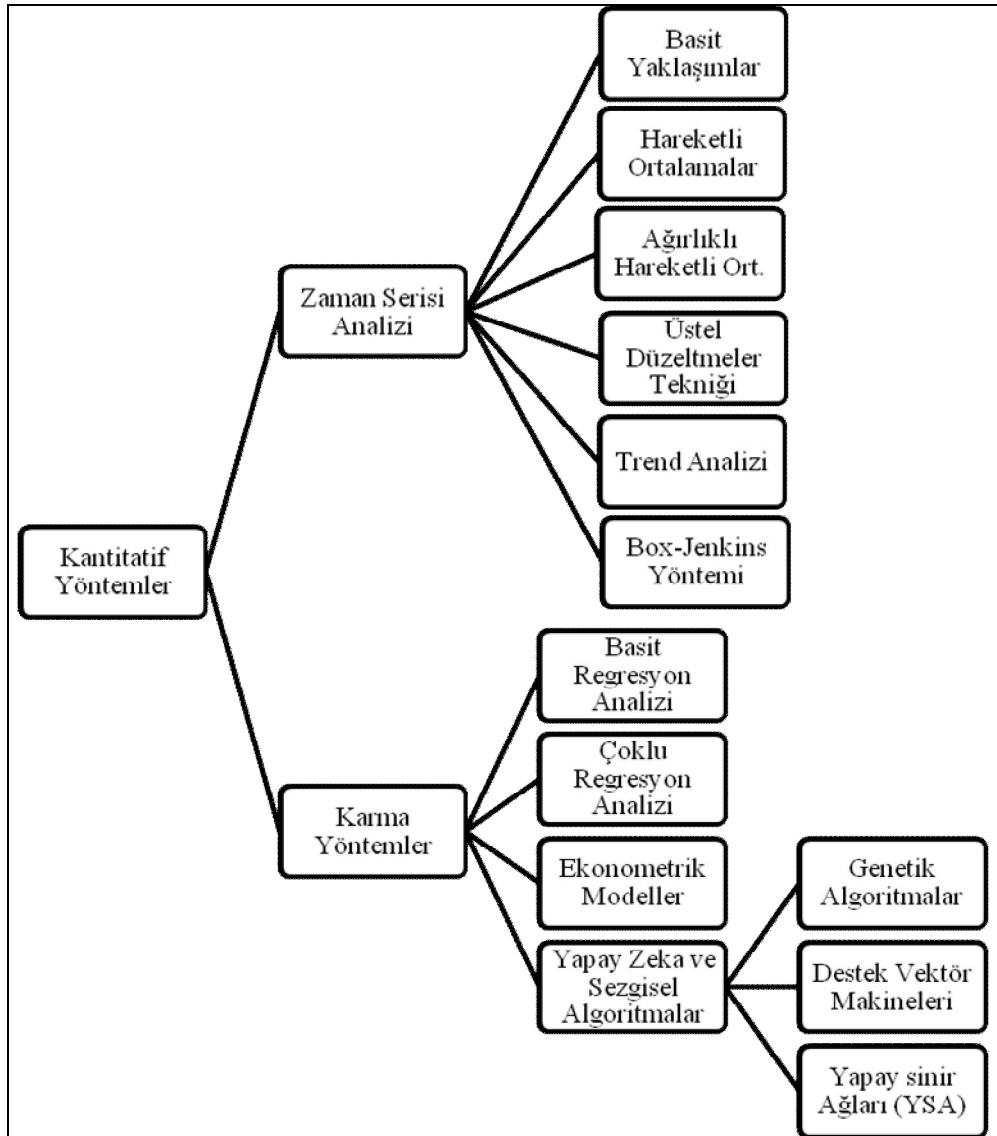 Basit
Yaklaşımlar
Hareketli
Ortalamalar
Ağırlıklı
Hareketli Ort.
Zaman Serisi
Analizi
Üstel
Düzeltmeler
Tekniği
Trend Analizi
Box-Jenkins
Yöntemi
Kantitatif
Yöntemler
Basit
Regresyon
Analizi
Çoklu
Regresyon
Analizi
Karma
Yöntemler
Ekonometrik
Modeller
Yapay Zeka ve
Sezgisel
Algoritmalar
Genetik
Algoritmalar
Destek Vektör
Makineleri
Yapay sinir
Ağları (YSA)